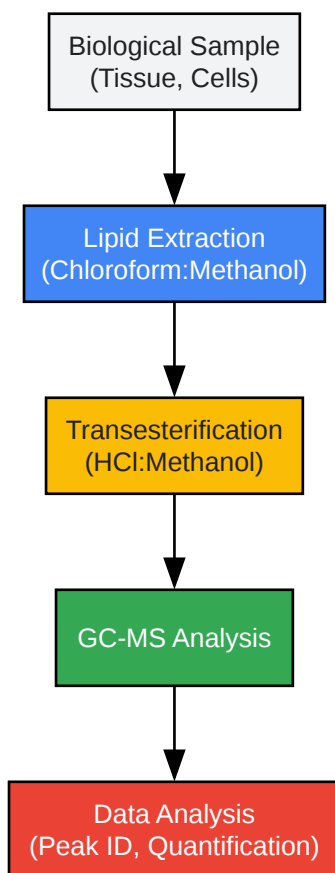 Biological Sample
(Tissue, Cells)
Lipid Extraction
(Chloroform:Methanol)
Transesterification
(HCl:Methanol)
GC-MS Analysis
Data Analysis
(Peak ID, Quantification)